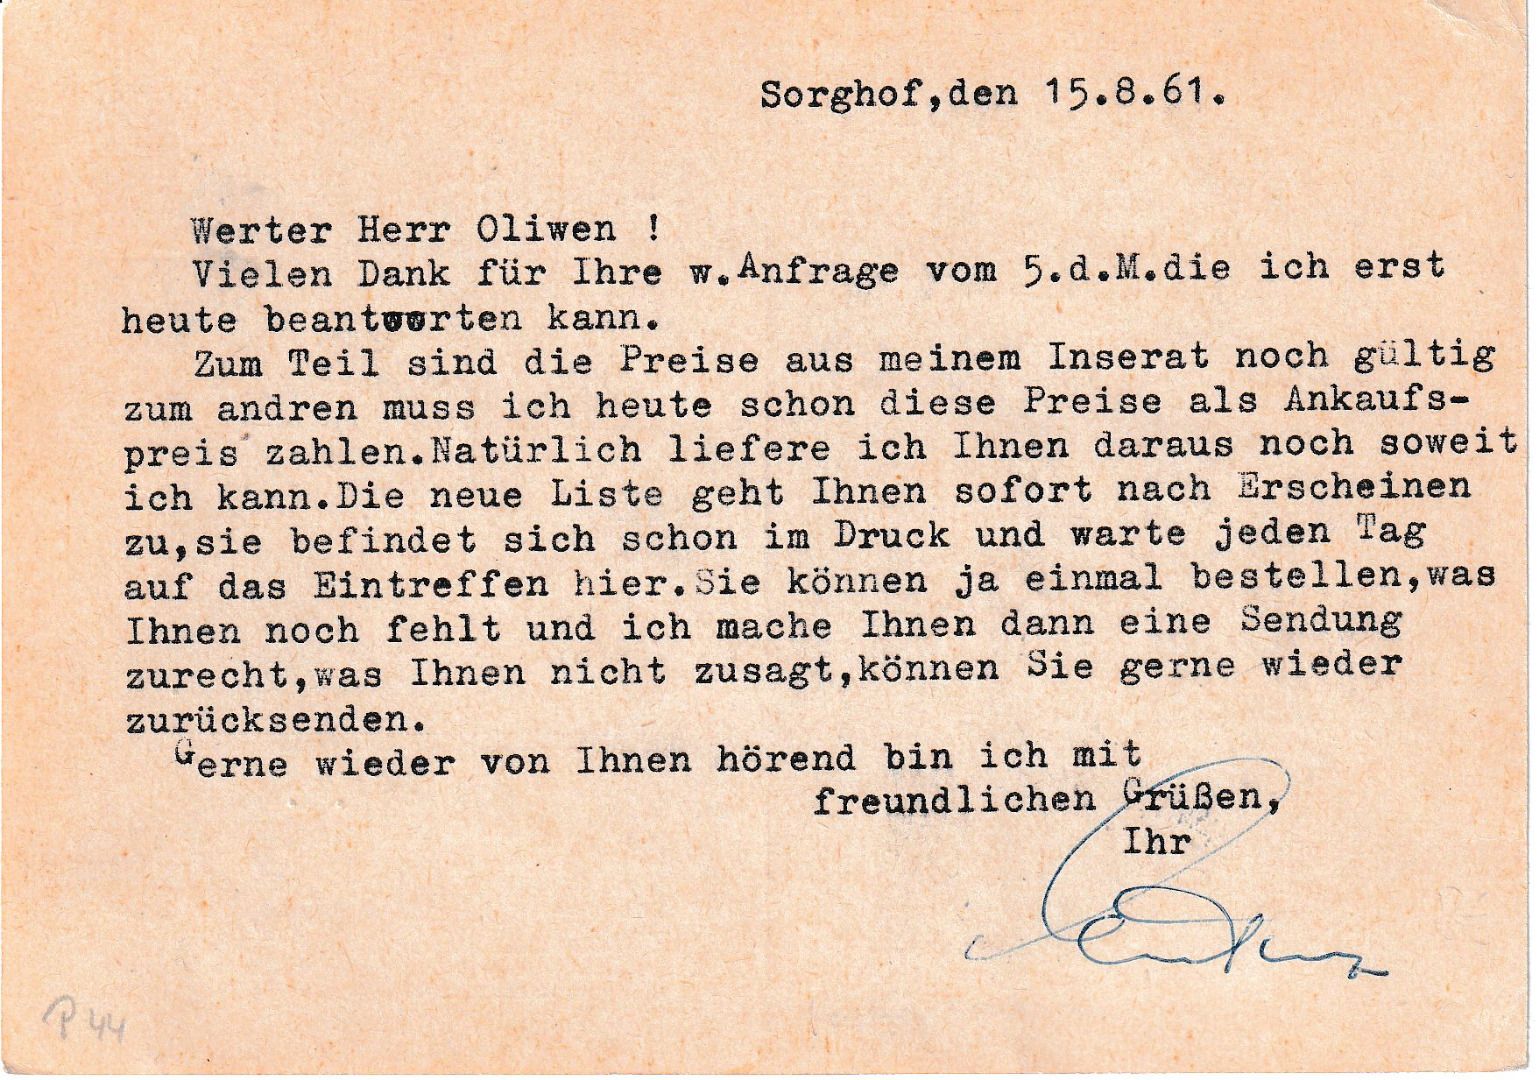 Sorghof,den 15.8.61.
Werter Herr Oliwen !
Vielen Dank für Ihre w.Anfrage vom 5.d.M.die ich erst
heute beantworten kann.
Zum Teil sind die Preise aus meinem Inserat noch gültig
zum andren muss ich heute schon diese Preise als Ankaufs-
preis zahlen.Natürlich liefere ich Ihnen daraus noch soweit
ich kann.Die neue Liste geht Ihnen sofort nach Erscheinen
zu,sie befindet sich schon im Druck und warte jeden Tag
auf das Eintreffen hier.Sie können ja einmal bestellen,was
Ihnen noch fehlt und ich mache Ihnen dann eine Sendung
zurecht,was Ihnen nicht zusagt,können Sie gerne wieder
zurücksenden.
Gerne wieder von Ihnen hörend bin ich mit
freundlichen Grüßen,
Ihr
P 44